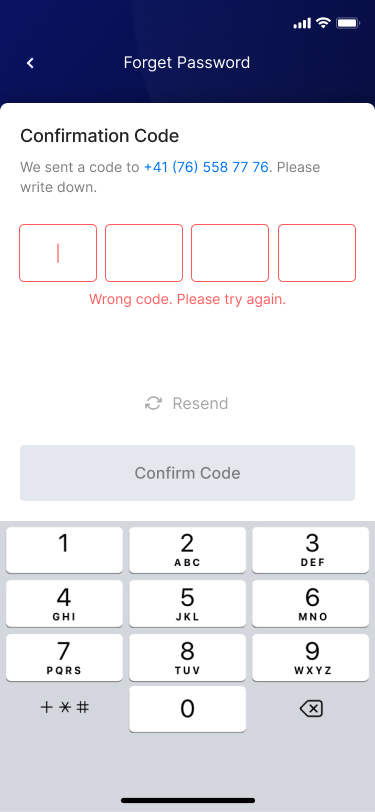 Forget Password
Confirmation Code
We sent a code to +41 (76) 558 77 76. Please
write down.
Wrong code. Please try again.
Resend
Confirm Code
1 2 3
ABC DEF
4 5 6
GHI JKL MNO
7 8 9
PQRS TUV WXYZ
+ * # 0